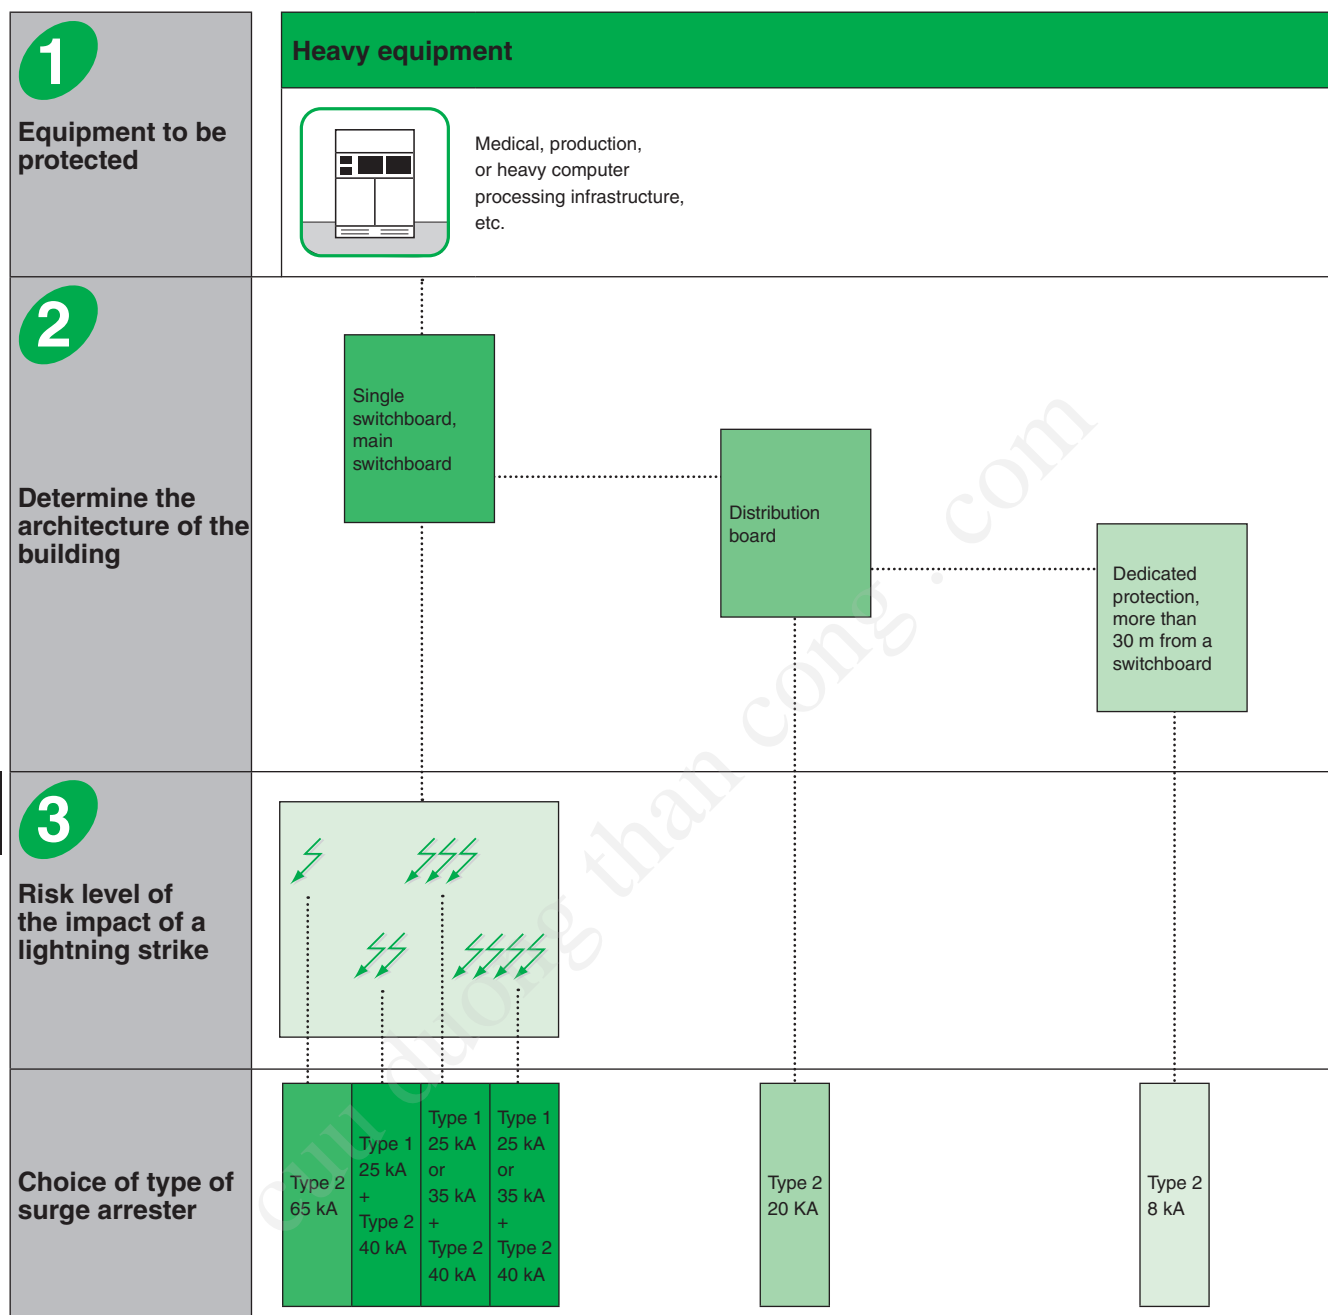 1
Equipment to be
protected
Heavy equipment
Medical, production,
or heavy computer
processing infrastructure,
etc.
2
Determine the
architecture of the
building
Single
switchboard,
main
switchboard
Distribution
board
Dedicated
protection,
more than
30 m from a
switchboard
3
Risk level of
the impact of a
lightning strike
Choice of type of
surge arrester
Type 2
65 kA
Type 1
25 kA
+
Type 2
40 kA
Type 1
25 kA
or
35 kA
+
Type 2
40 kA
Type 1
25 kA
or
35 kA
+
Type 2
40 kA
Type 2
20 KA
Type 2
8 kA
cuu duong than cong . com